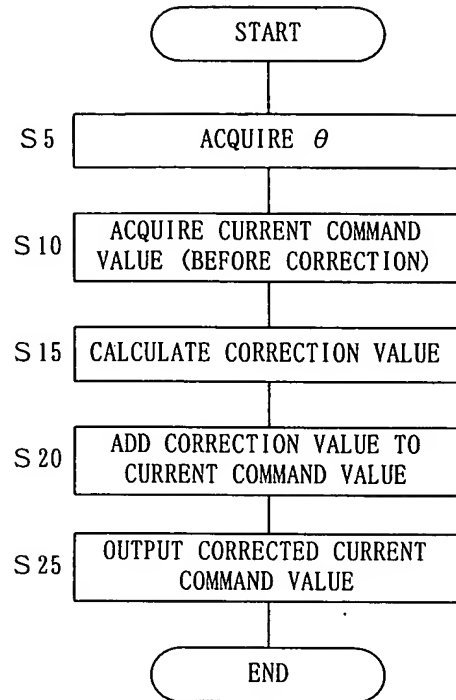 START
S5 ACQUIRE θ
S10 ACQUIRE CURRENT COMMAND
VALUE (BEFORE CORRECTION)
S15 CALCULATE CORRECTION VALUE
S20 ADD CORRECTION VALUE TO
CURRENT COMMAND VALUE
S25 OUTPUT CORRECTED CURRENT
COMMAND VALUE
END